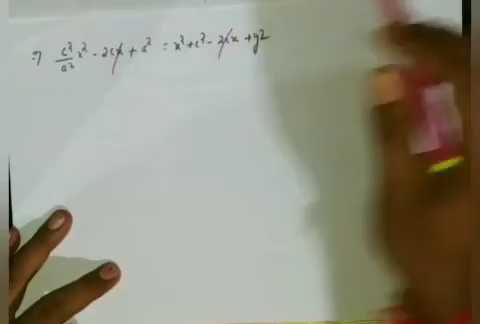 ⇒ c²/a² x² - 2cx + a² = x² + c² - 2cx + y2